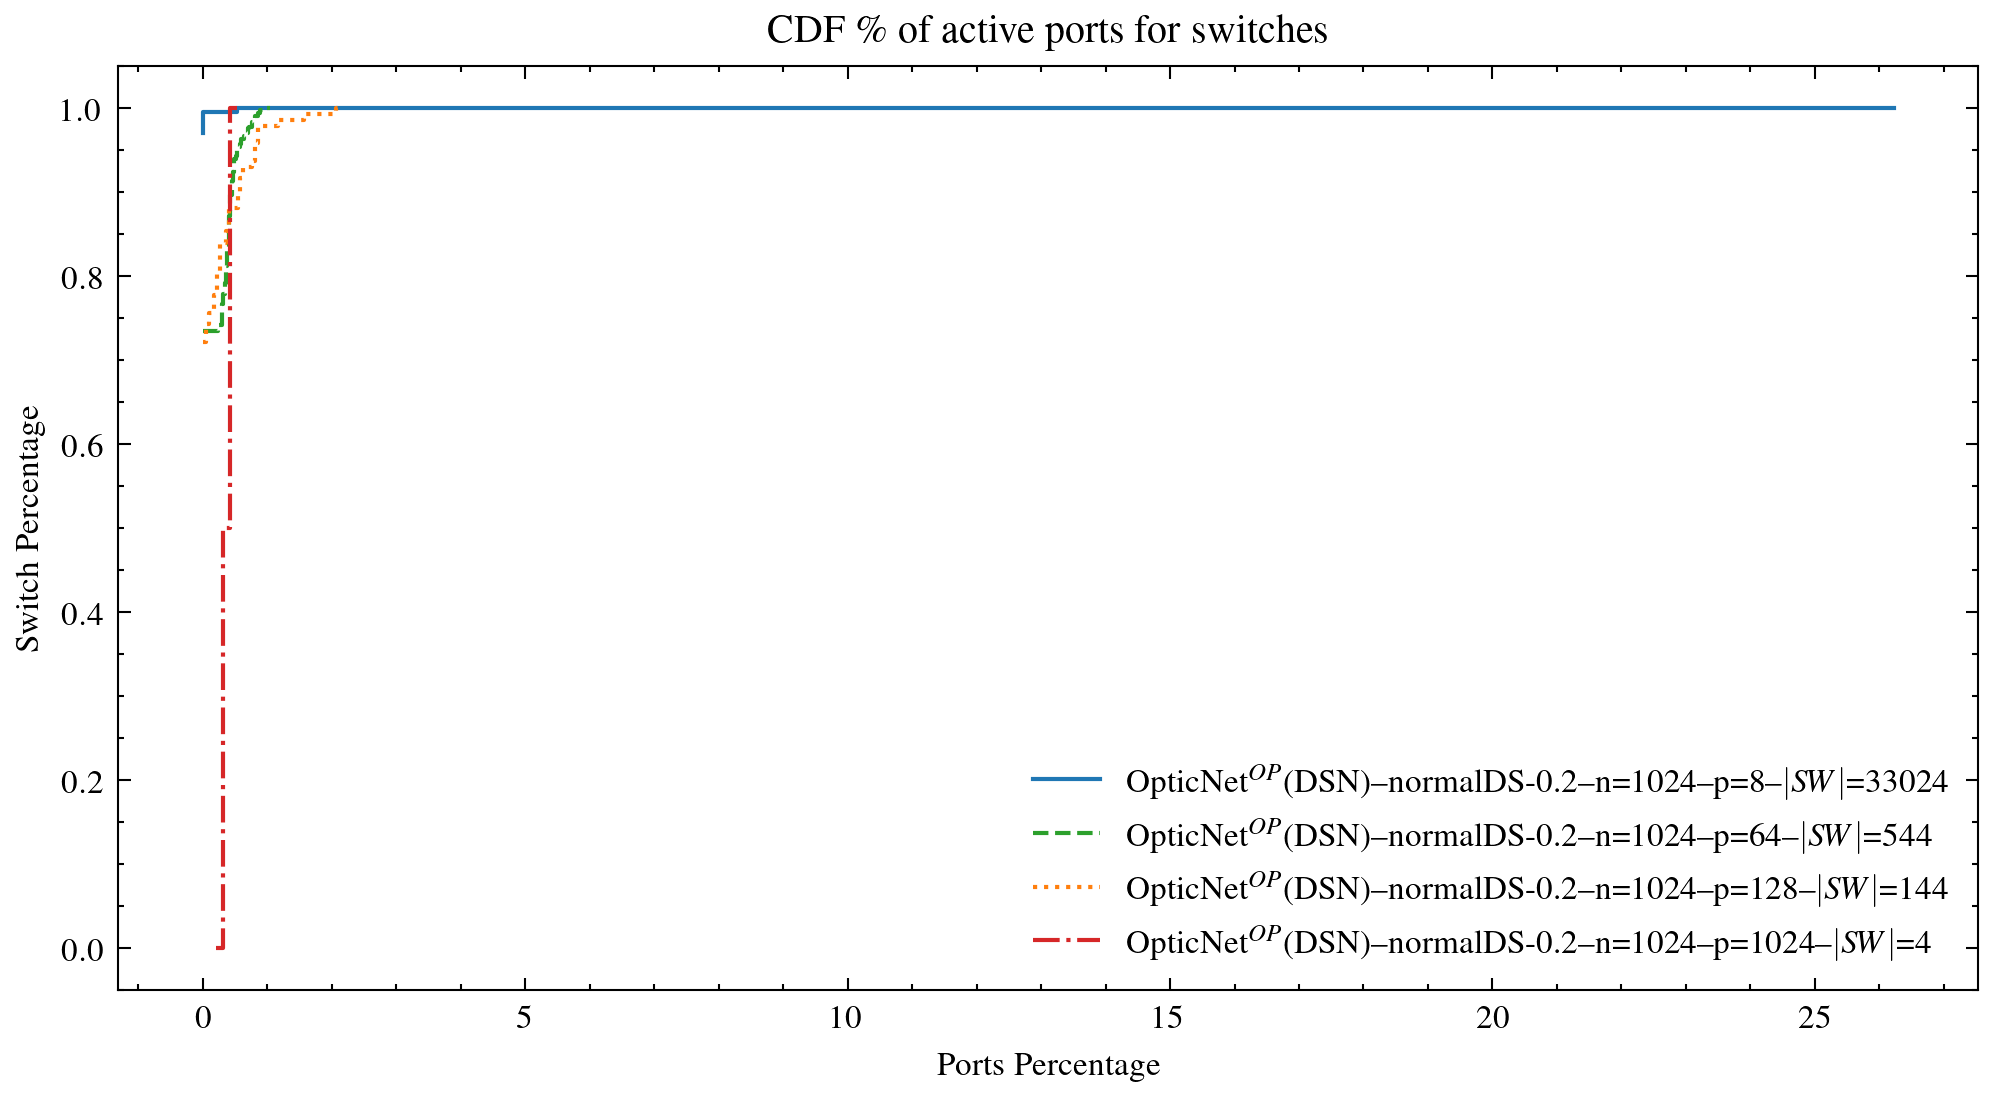 CDF % of active ports for switches
1.0
0.8
0.6
0.4
0.2
0.0
Switch Percentage
OpticNet^OP(DSN)–normalDS-0.2–n=1024–p=8–|SW|=33024
OpticNet^OP(DSN)–normalDS-0.2–n=1024–p=64–|SW|=544
OpticNet^OP(DSN)–normalDS-0.2–n=1024–p=128–|SW|=144
OpticNet^OP(DSN)–normalDS-0.2–n=1024–p=1024–|SW|=4
0 5 10 15 20 25
Ports Percentage